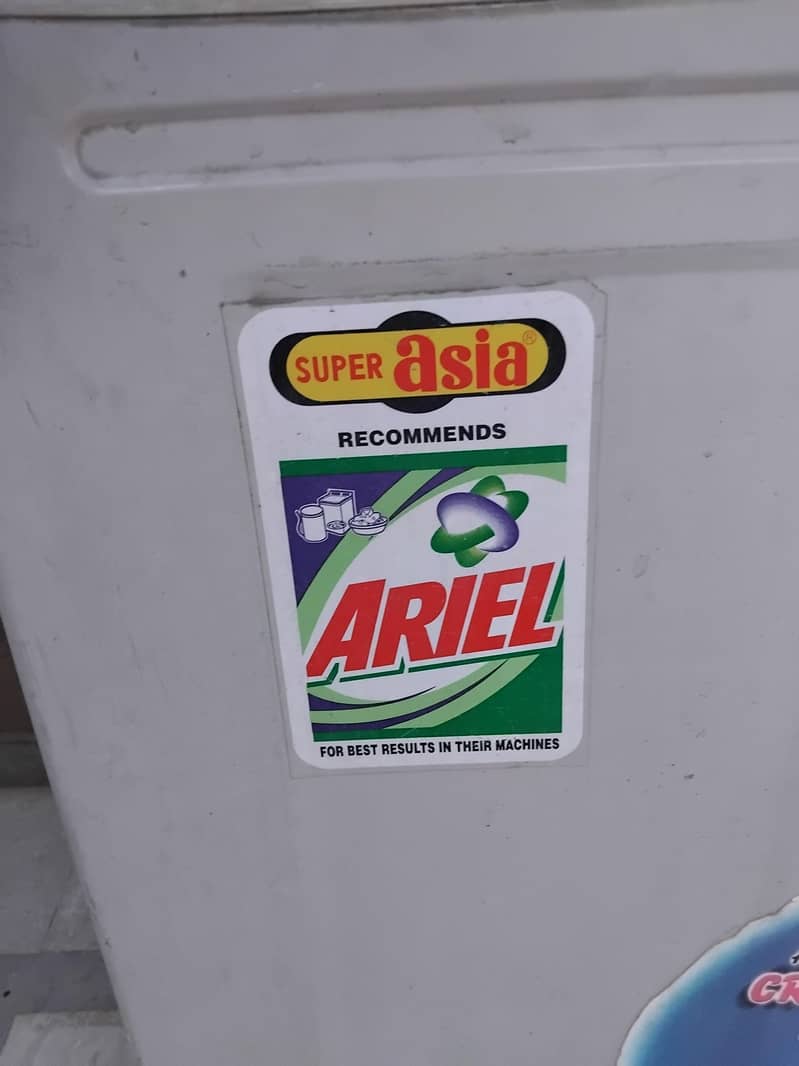 SUPER asia®
RECOMMENDS
ARIEL
FOR BEST RESULTS IN THEIR MACHINES